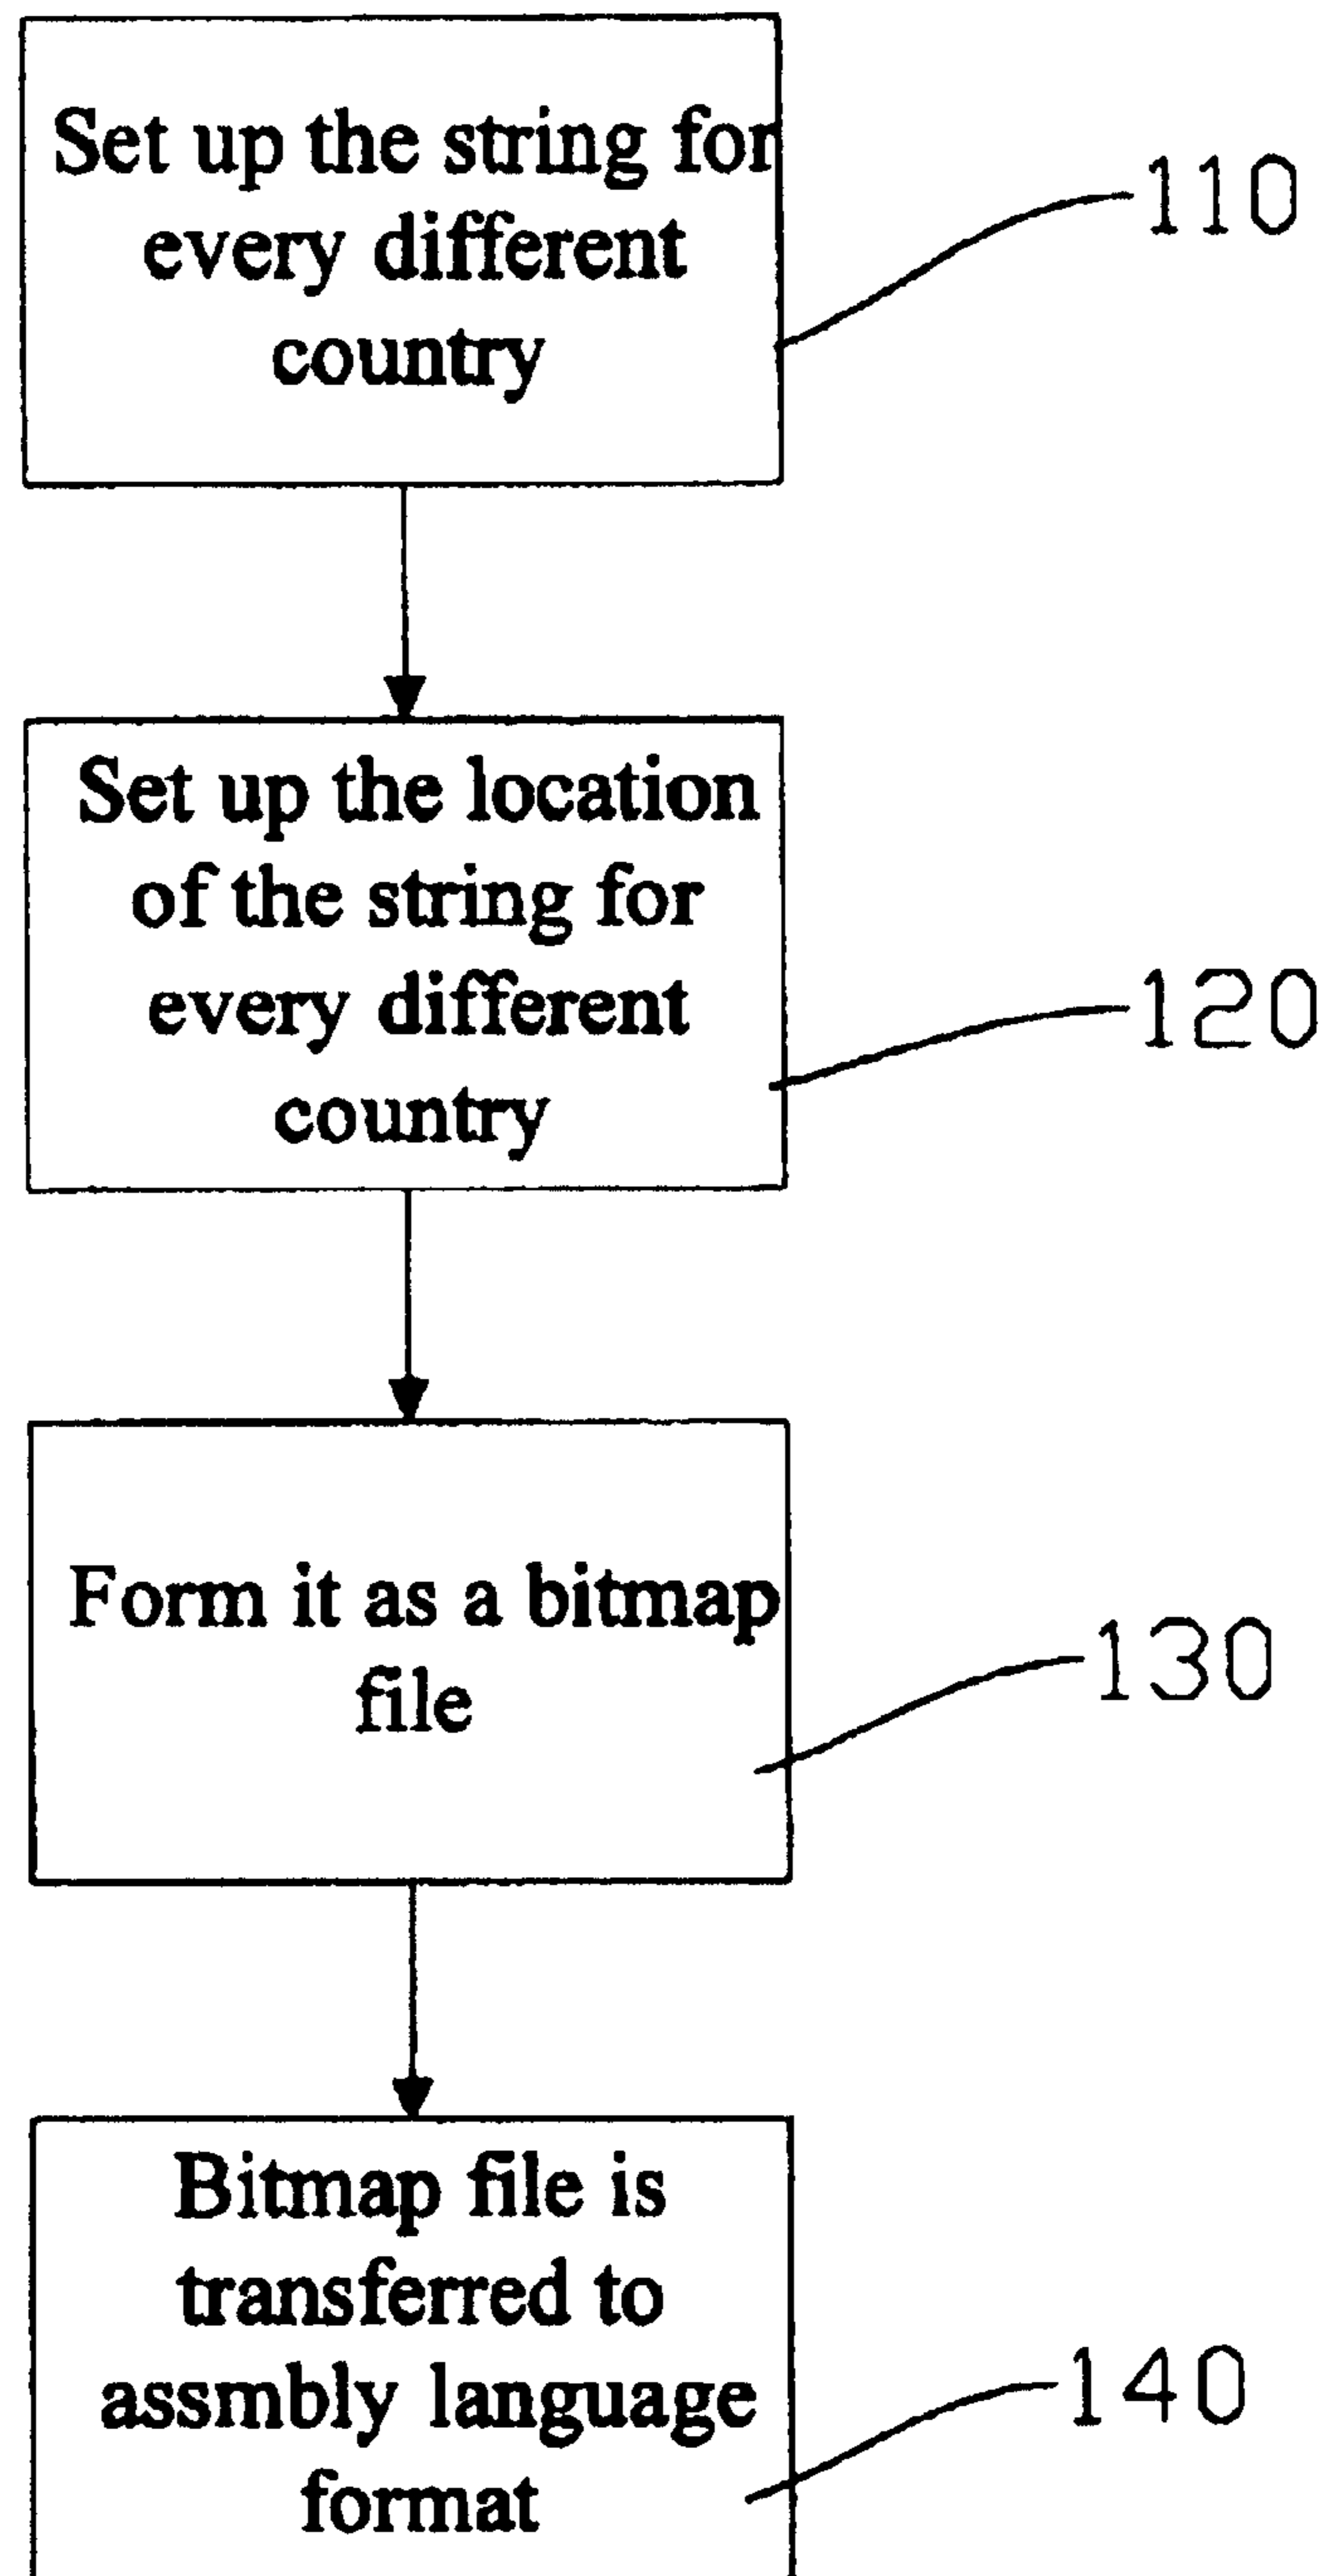 Set up the string for
every different
country
110
Set up the location
of the string for
every different
country
120
Form it as a bitmap
file
130
Bitmap file is
transferred to
assmbly language
format
140